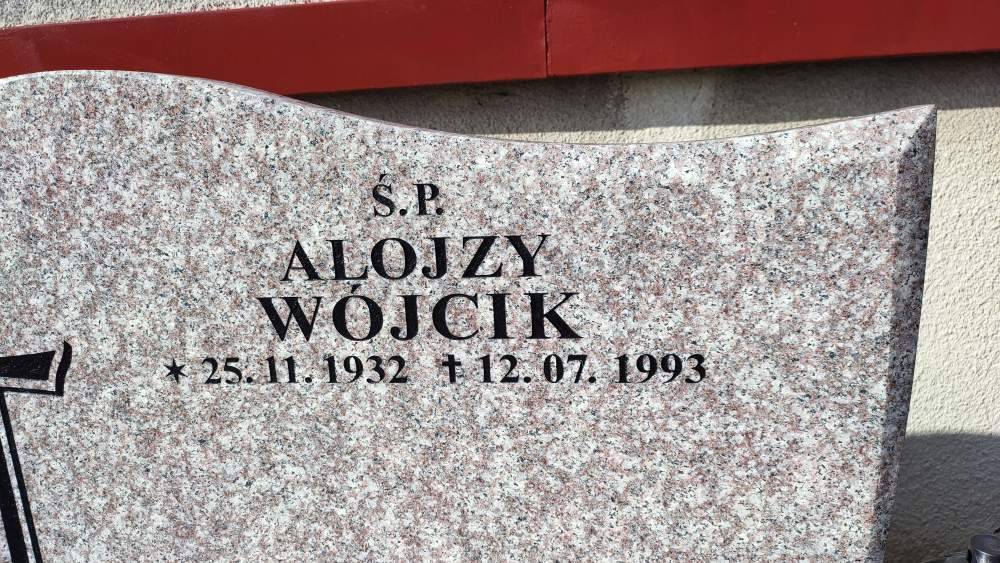 Ś.P.
ALOJZY
WÓJCIK
✶ 25.11.1932 ✝ 12.07.1993